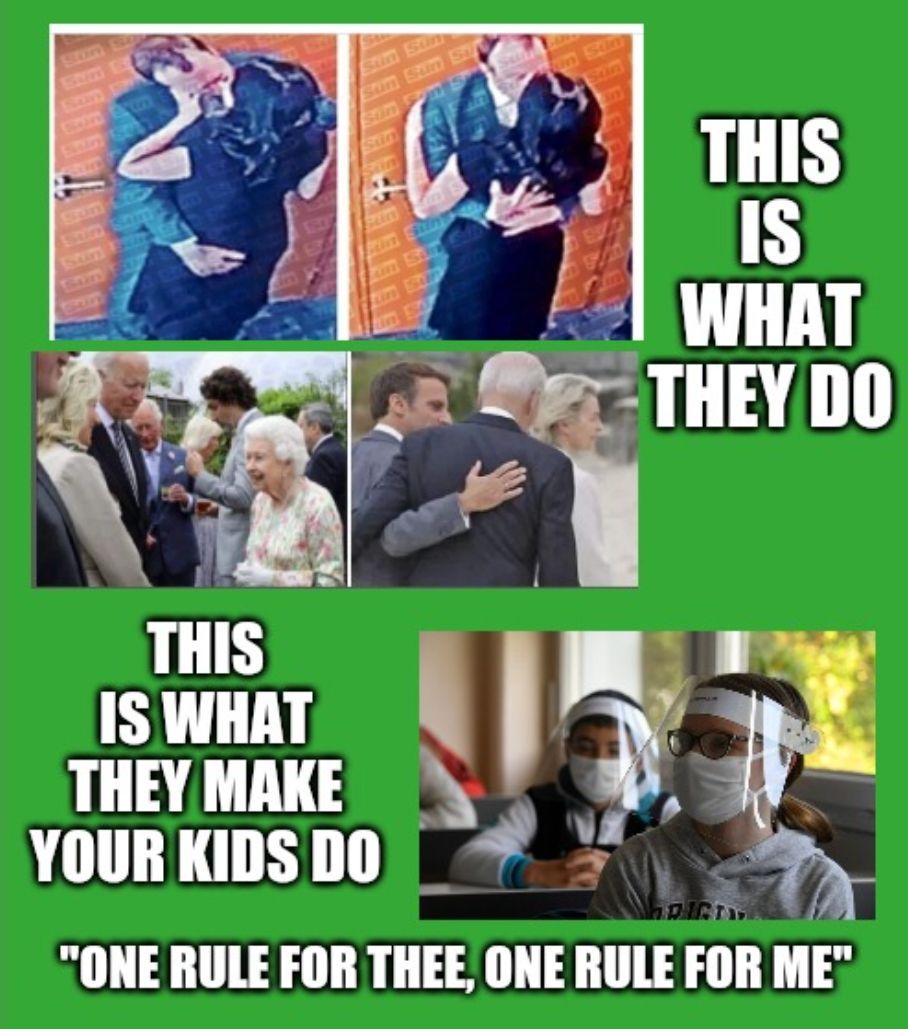 THIS
IS
WHAT
THEY DO
THIS
IS WHAT
THEY MAKE
YOUR KIDS DO
ORIGIN
"ONE RULE FOR THEE, ONE RULE FOR ME"